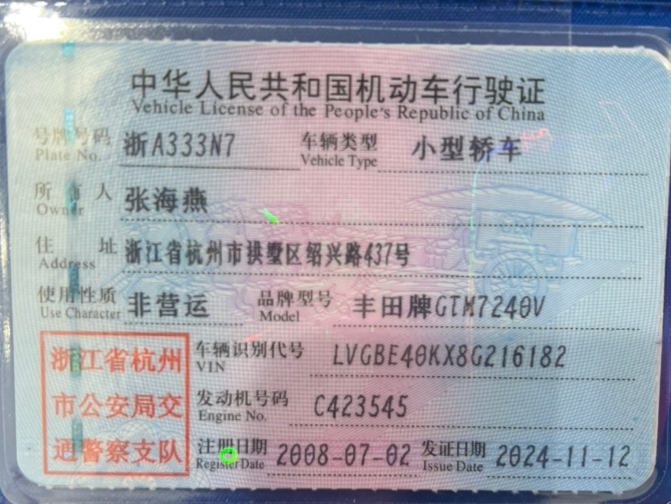 中华人民共和国机动车行驶证
Vehicle License of the People's Republic of China
号牌号码 浙A333N7 车辆类型 小型轿车
Plate No. Vehicle Type
所有人 张海燕
Owner
住址 浙江省杭州市拱墅区绍兴路437号
Address
使用性质 非营运 品牌型号 丰田牌GTM7240V
Use Character Model
浙江省杭州
市公安局交
通警察支队
车辆识别代号 LVGBE40KX8G216182
VIN
发动机号码 C423545
Engine No.
注册日期 2008-07-02 发证日期 2024-11-12
Register Date Issue Date